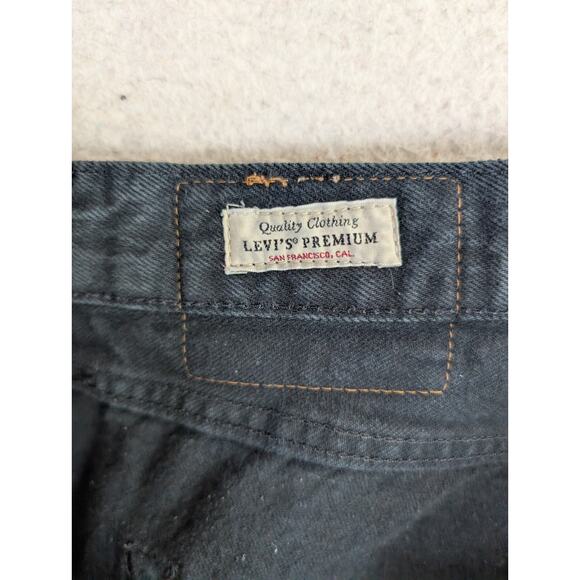 Quality Clothing
LEVI'S® PREMIUM
SAN FRANCISCO, CAL.